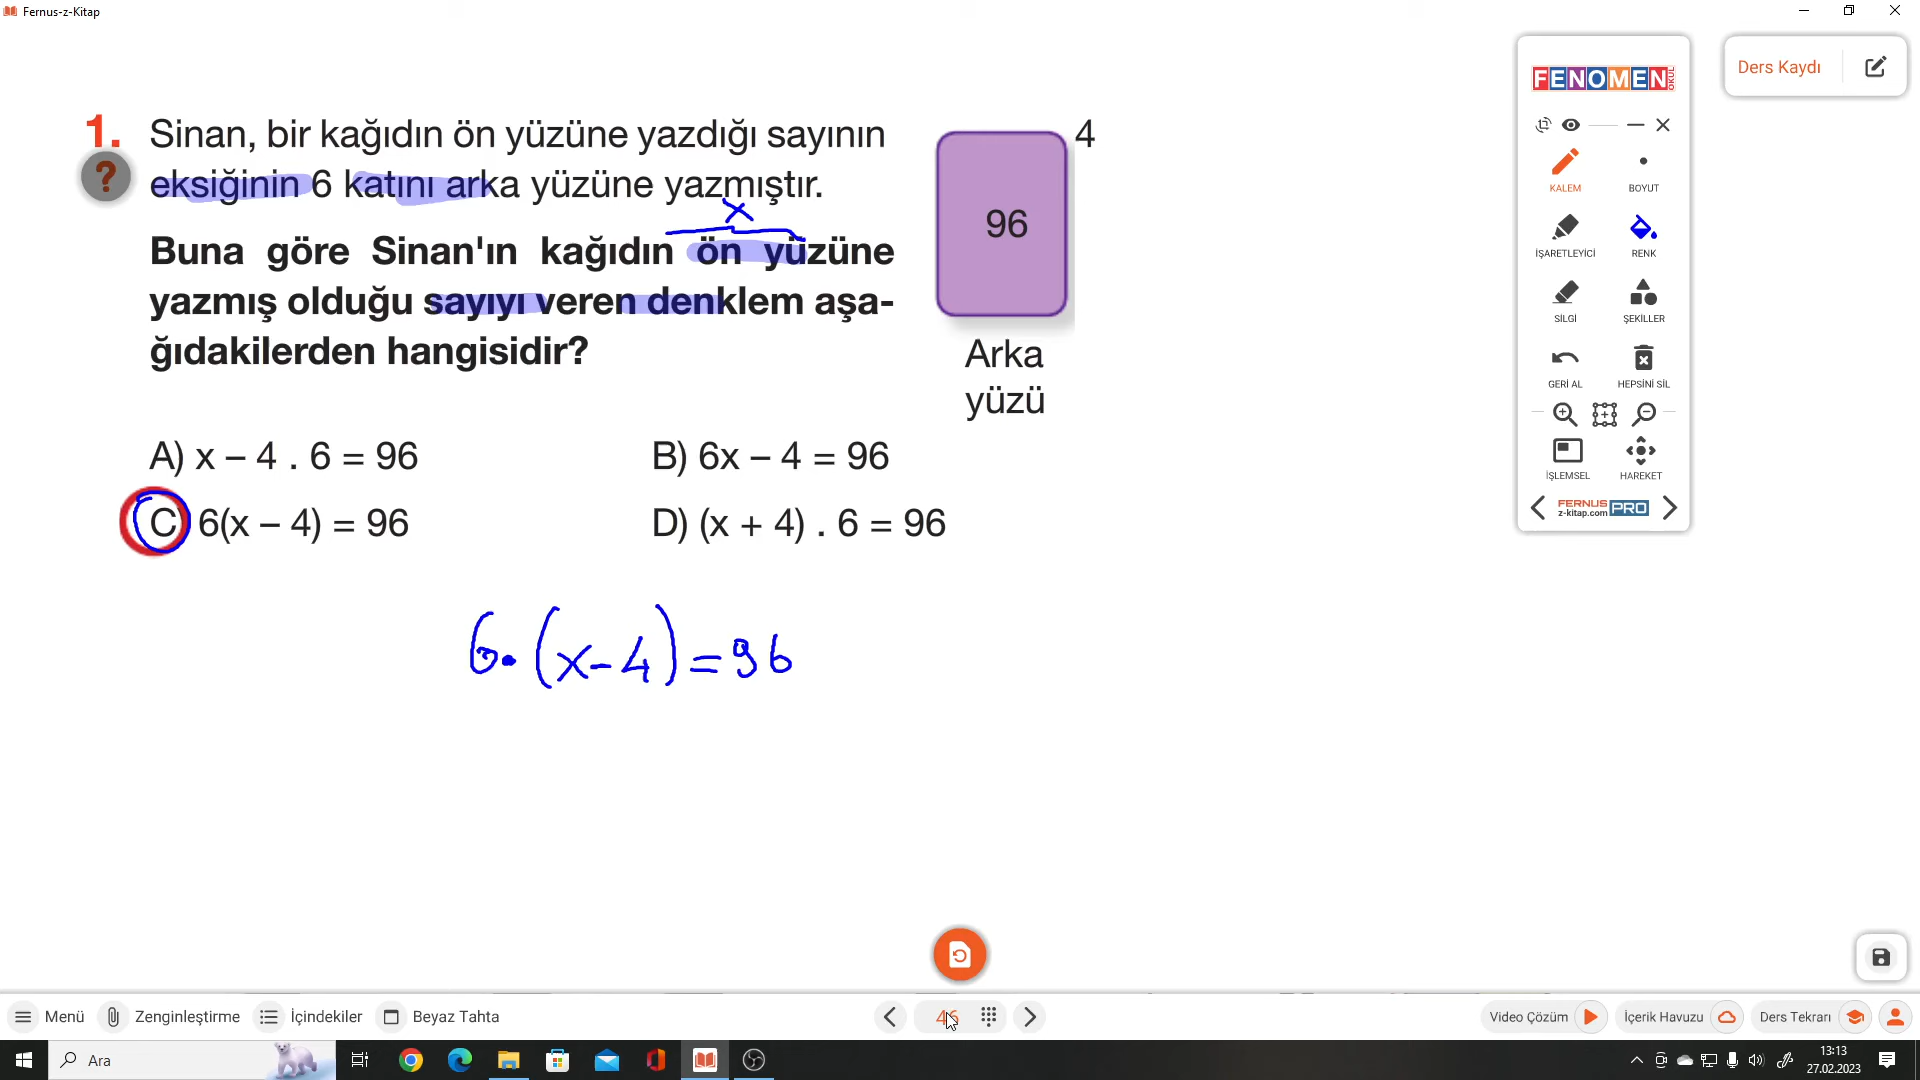 Fernus-z-Kitap
1. Sinan, bir kağıdın ön yüzüne yazdığı sayının 4
? eksiğinin 6 katını arka yüzüne yazmıştır.
x
Buna göre Sinan'ın kağıdın ön yüzüne
yazmış olduğu sayıyı veren denklem aşa-
ğıdakilerden hangisidir?
96
Arka
yüzü
A) x – 4 . 6 = 96
B) 6x – 4 = 96
C) 6(x – 4) = 96
D) (x + 4) . 6 = 96
6.(x-4)=96
FENOMEN OKUL
KALEM
BOYUT
İŞARETLEYİCİ
RENK
SİLGİ
ŞEKİLLER
GERİ AL
HEPSİNİ SİL
İŞLEMSEL
HAREKET
FERNUS
z-kitap.com PRO
Ders Kaydı
Menü
Zenginleştirme
İçindekiler
Beyaz Tahta
46
Video Çözüm
İçerik Havuzu
Ders Tekrarı
Ara
13:13
27.02.2023